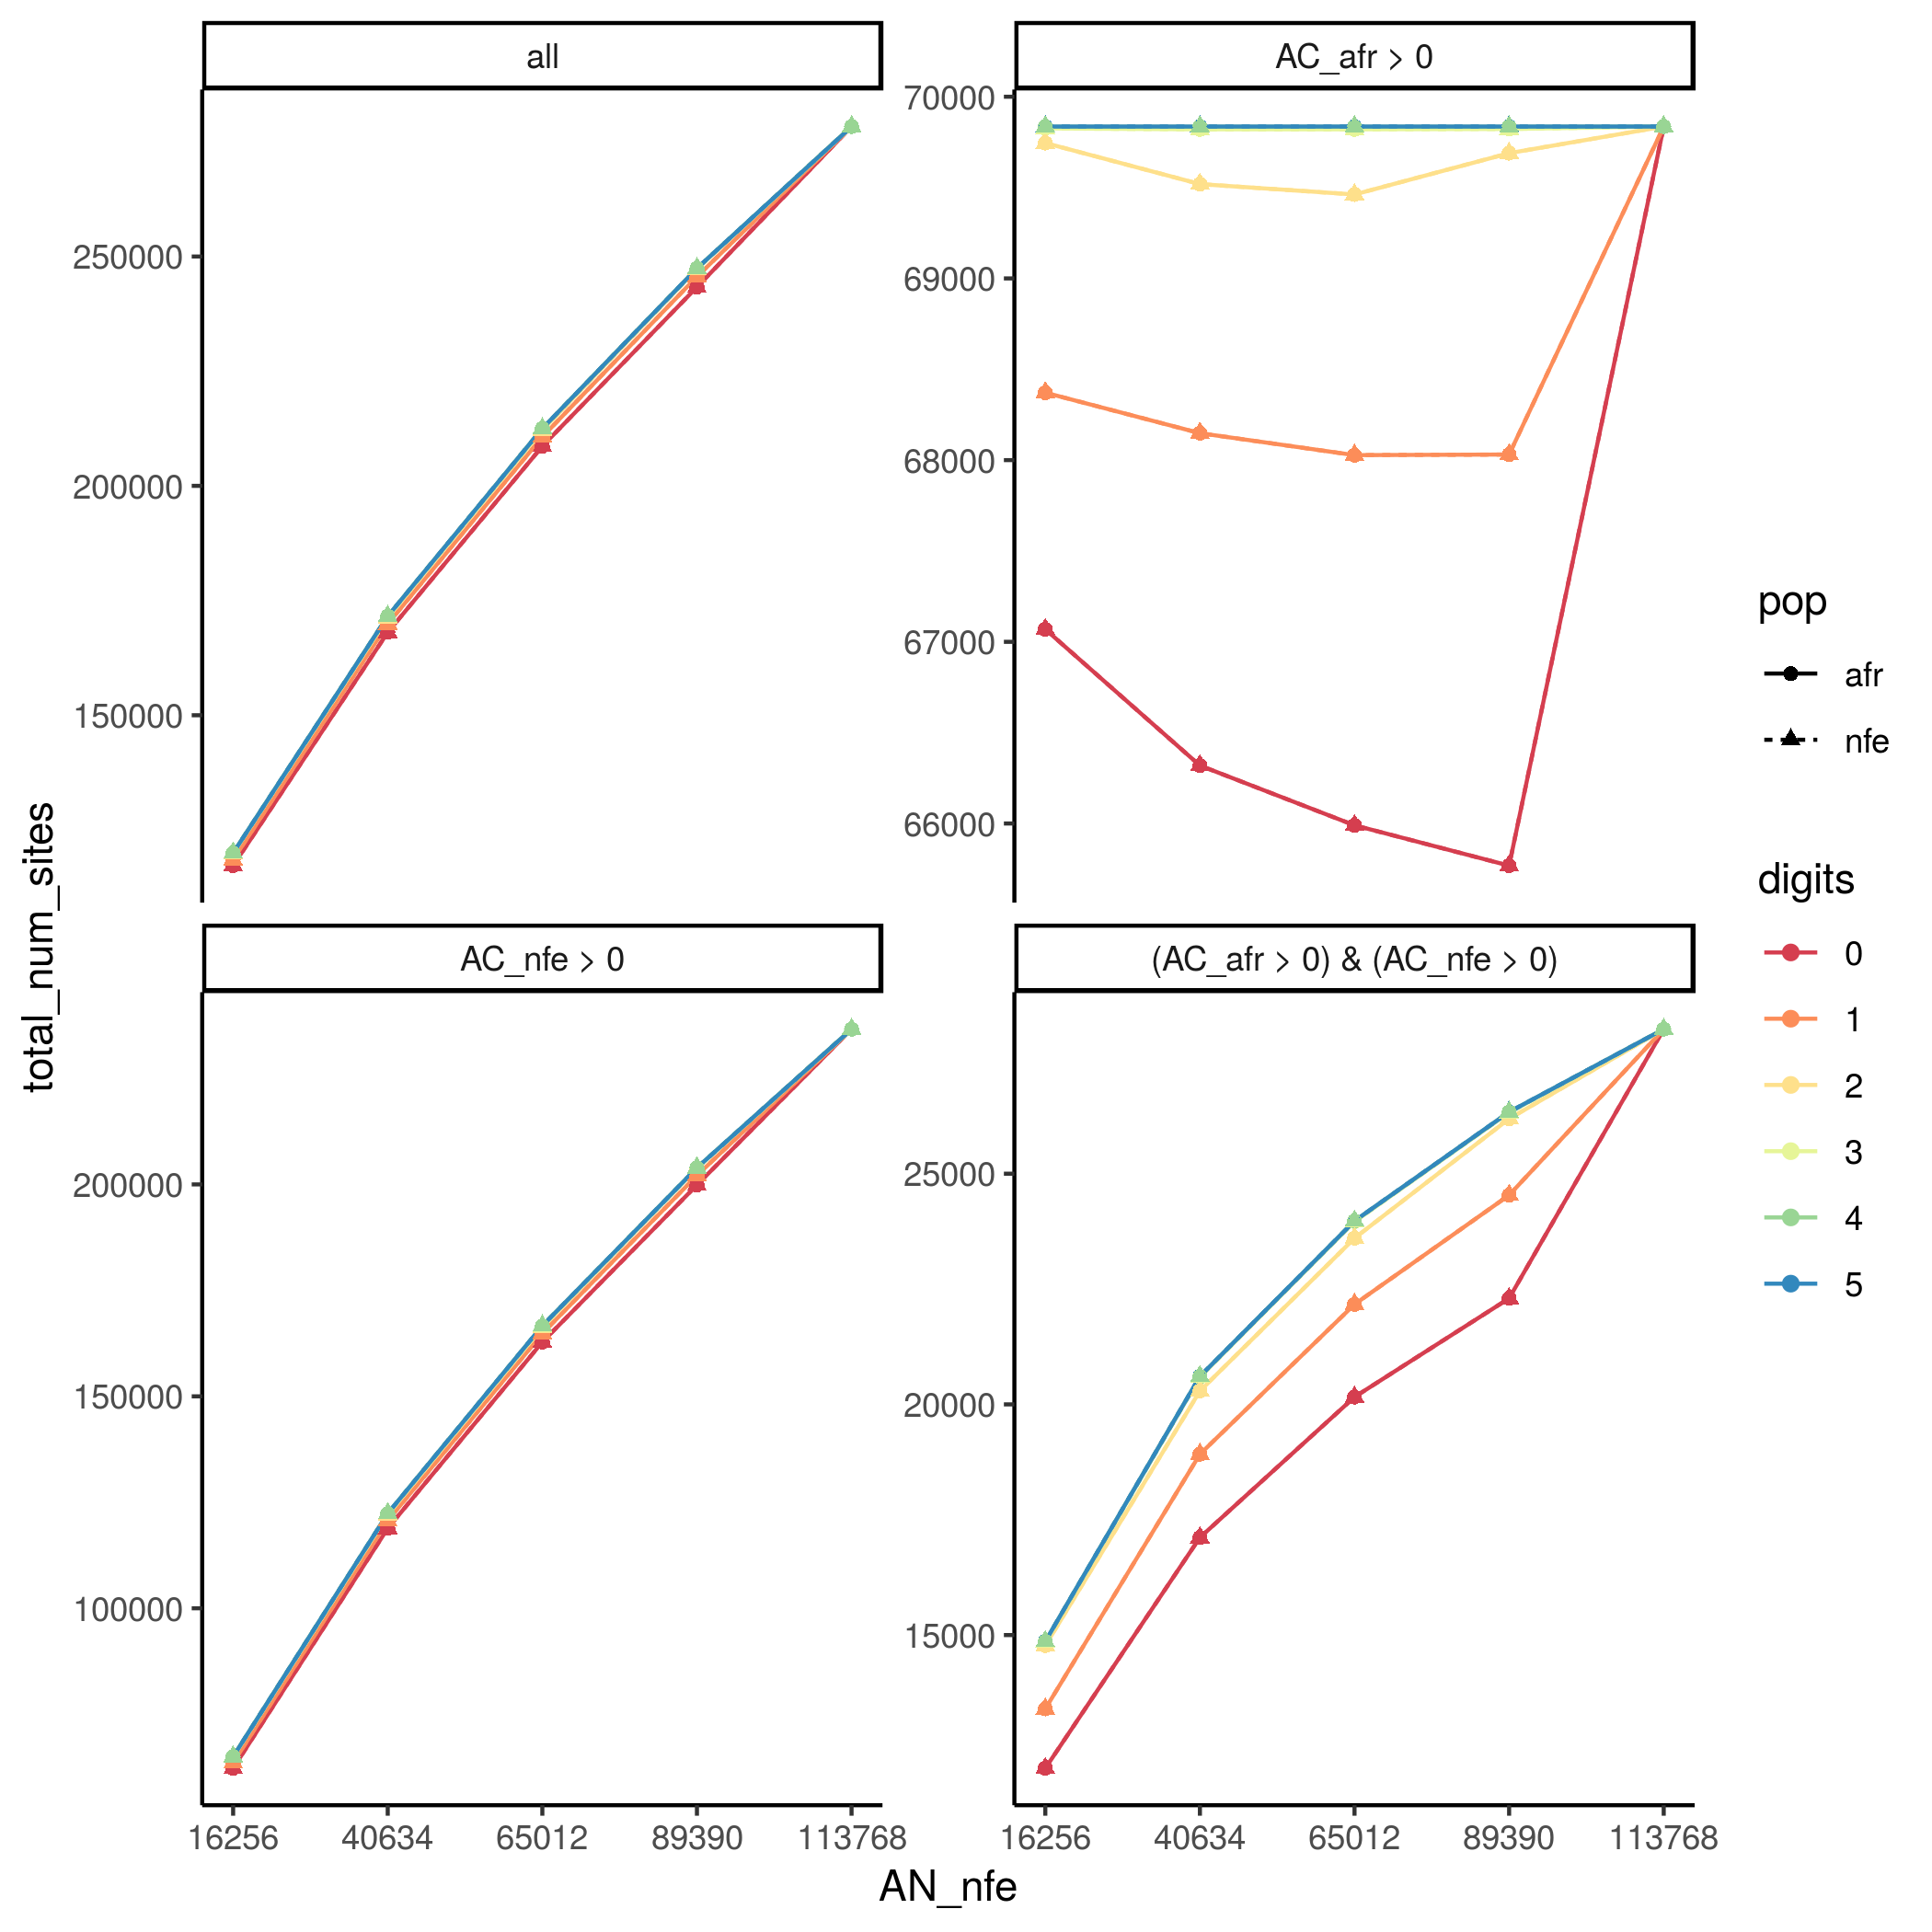 all
AC_afr > 0
250000
200000
150000
70000
69000
68000
67000
66000
AC_nfe > 0
(AC_afr > 0) & (AC_nfe > 0)
200000
150000
100000
25000
20000
15000
16256 40634 65012 89390 113768
16256 40634 65012 89390 113768
AN_nfe
total_num_sites
pop
afr
nfe
digits
0
1
2
3
4
5